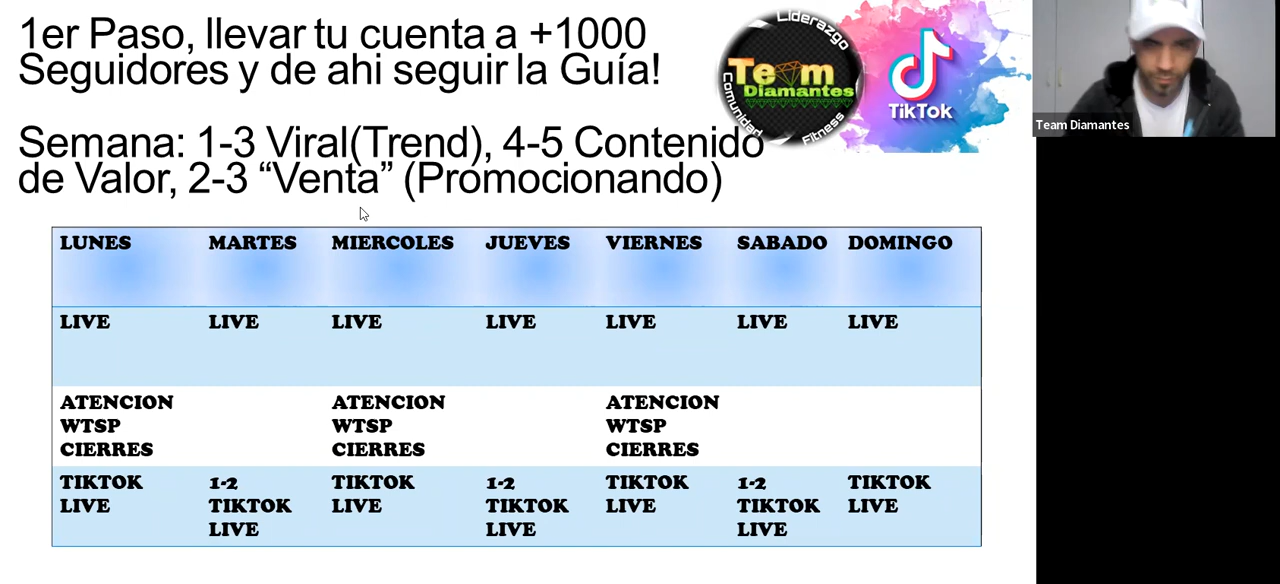 1er Paso, llevar tu cuenta a +1000
Seguidores y de ahi seguir la Guía!
Semana: 1-3 Viral(Trend), 4-5 Contenido
de Valor, 2-3 “Venta” (Promocionando)
Liderazgo
Team
Diamantes
Comunidad
Fitness
TikTok
Team Diamantes
LUNES MARTES MIERCOLES JUEVES VIERNES SABADO DOMINGO
LIVE LIVE LIVE LIVE LIVE LIVE LIVE
ATENCION ATENCION ATENCION
WTSP WTSP WTSP
CIERRES CIERRES CIERRES
TIKTOK 1-2 TIKTOK 1-2 TIKTOK 1-2 TIKTOK
LIVE TIKTOK LIVE TIKTOK LIVE TIKTOK LIVE
LIVE LIVE LIVE